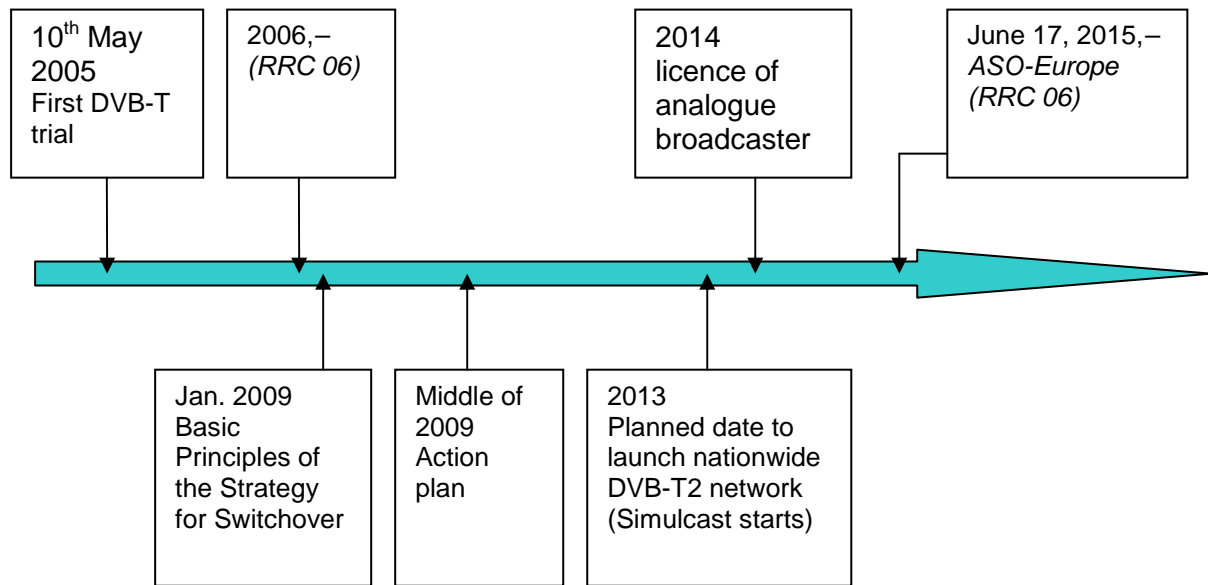 10th May
2005
First DVB-T
trial
2006,–
(RRC 06)
2014
licence of
analogue
broadcaster
June 17, 2015,–
ASO-Europe
(RRC 06)
Jan. 2009
Basic
Principles of
the Strategy
for Switchover
Middle of
2009
Action
plan
2013
Planned date to
launch nationwide
DVB-T2 network
(Simulcast starts)